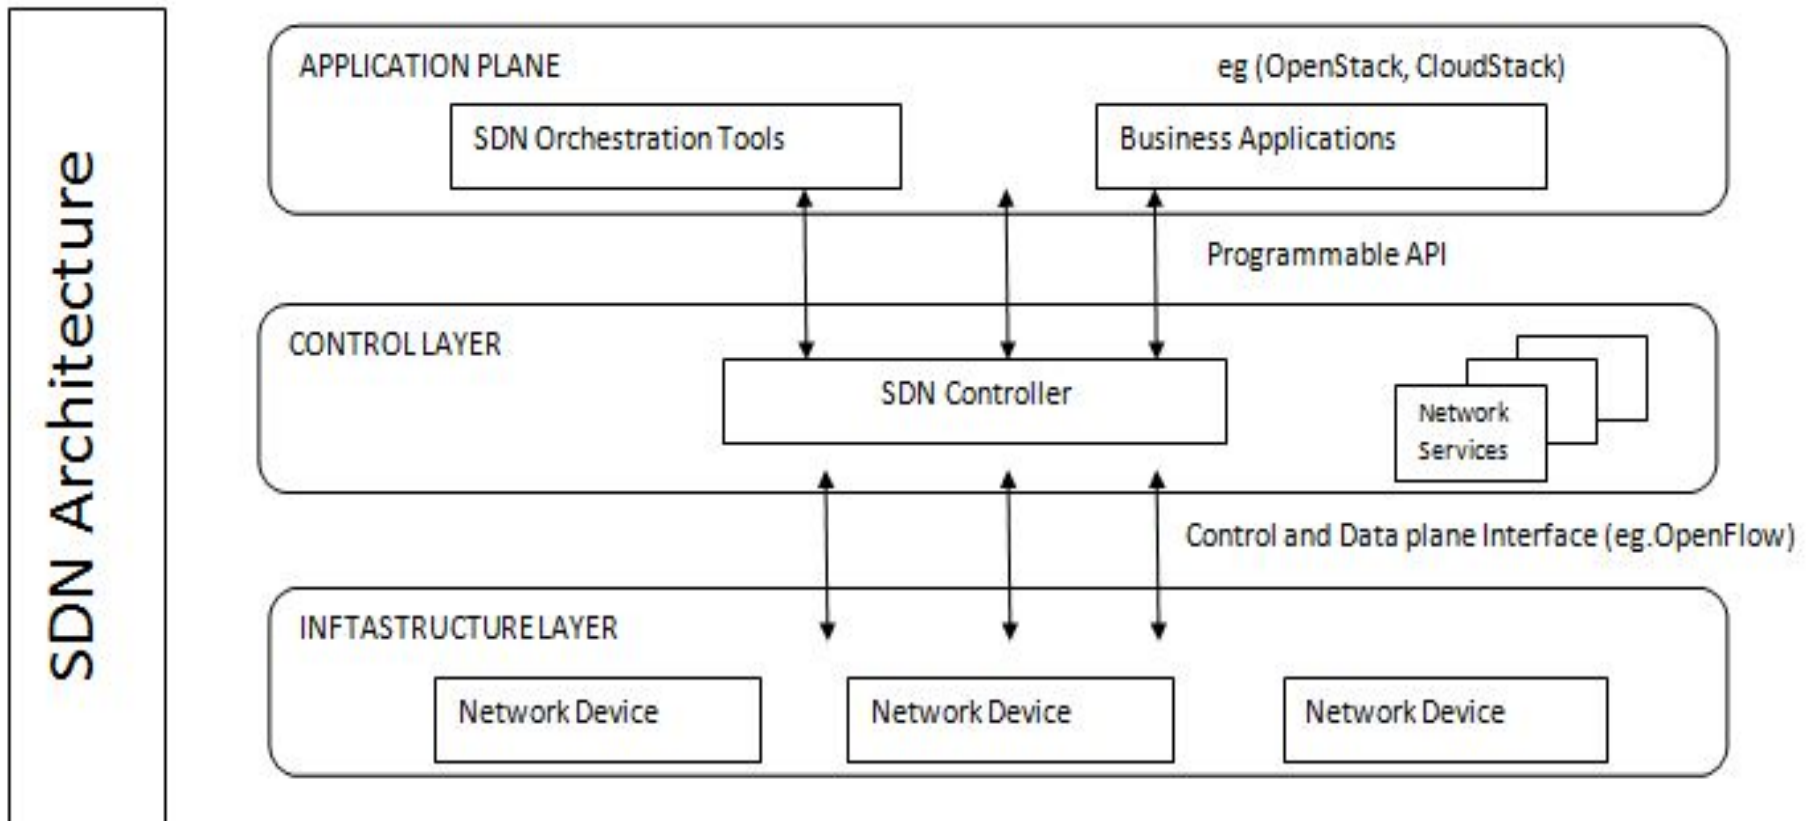 SDN Architecture
APPLICATION PLANE
eg (OpenStack, CloudStack)
SDN Orchestration Tools
Business Applications
Programmable API
CONTROL LAYER
SDN Controller
Network
Services
Control and Data plane Interface (eg.OpenFlow)
INFTASTRUCTURE LAYER
Network Device
Network Device
Network Device